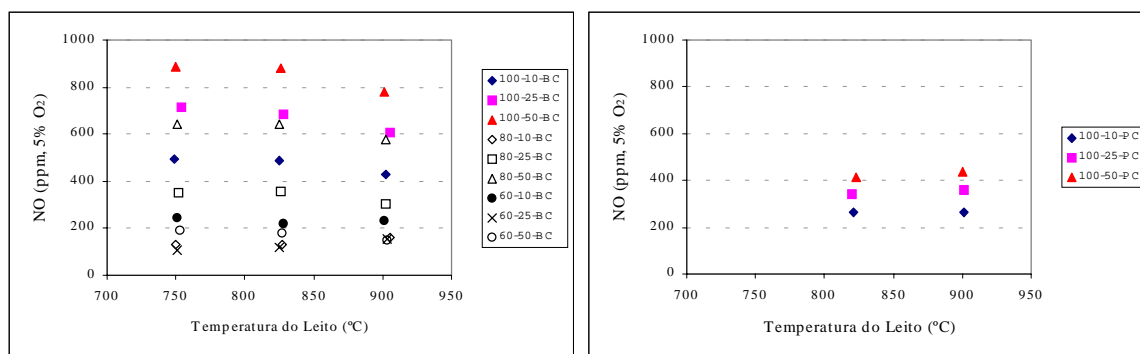 1000
800
600
400
200
0
NO (ppm, 5% O2)
700 750 800 850 900 950
Temperatura do Leito (ºC)
100-10-BC
100-25-BC
100-50-BC
80-10-BC
80-25-BC
80-50-BC
60-10-BC
60-25-BC
60-50-BC
1000
800
600
400
200
0
NO (ppm, 5% O2)
700 750 800 850 900 950
Temperatura do Leito (ºC)
100-10-PC
100-25-PC
100-50-PC